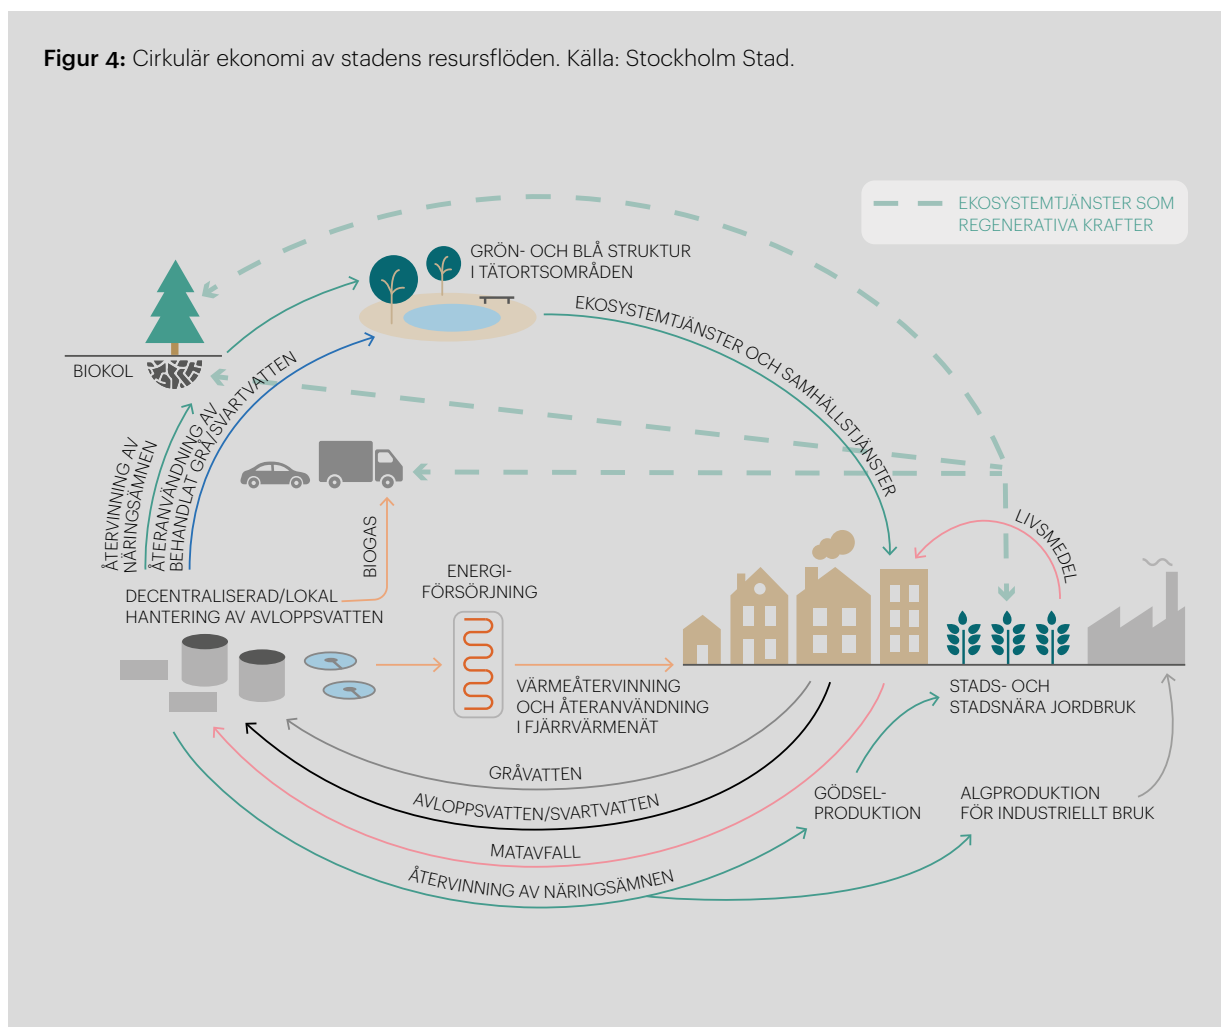 Figur 4: Cirkulär ekonomi av stadens resursflöden. Källa: Stockholm Stad.
EKOSYSTEMTJÄNSTER SOM
REGENERATIVA KRAFTER
GRÖN- OCH BLÅ STRUKTUR
I TÄTORTSOMRÅDEN
EKOSYSTEMTJÄNSTER OCH SAMHÄLLSTJÄNSTER
BIOKOL
ÅTERVINNING AV
NÄRINGSÄMNEN
ÅTERANVÄNDNING AV
BEHANDLAT GRÅ/SVARTVATTEN
BIOGAS
LIVSMEDEL
ENERGI-
FÖRSÖRJNING
DECENTRALISERAD/LOKAL
HANTERING AV AVLOPPSVATTEN
VÄRMEÅTERVINNING
OCH ÅTERANVÄNDNING
I FJÄRRVÄRMENÄT
STADS- OCH
STADSNÄRA JORDBRUK
GRÅVATTEN
AVLOPPSVATTEN/SVARTVATTEN
MATAVFALL
ÅTERVINNING AV NÄRINGSÄMNEN
GÖDSEL-
PRODUKTION
ALGPRODUKTION
FÖR INDUSTRIELLT BRUK